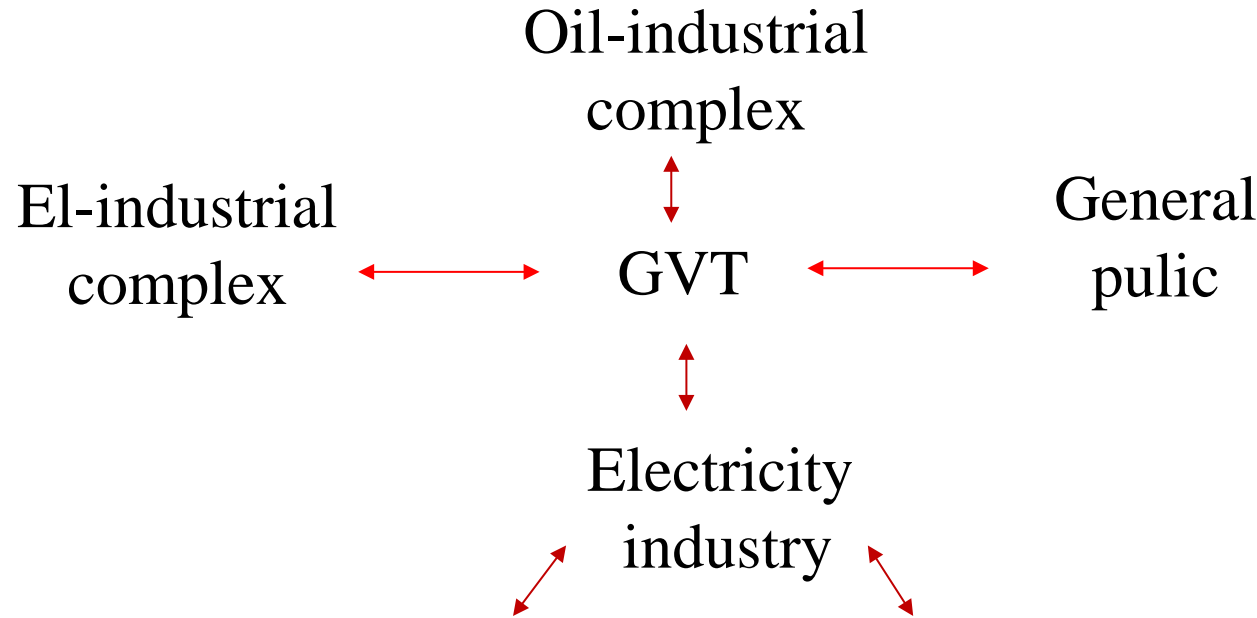 Oil-industrial
complex
El-industrial
complex
GVT
General
pulic
Electricity
industry